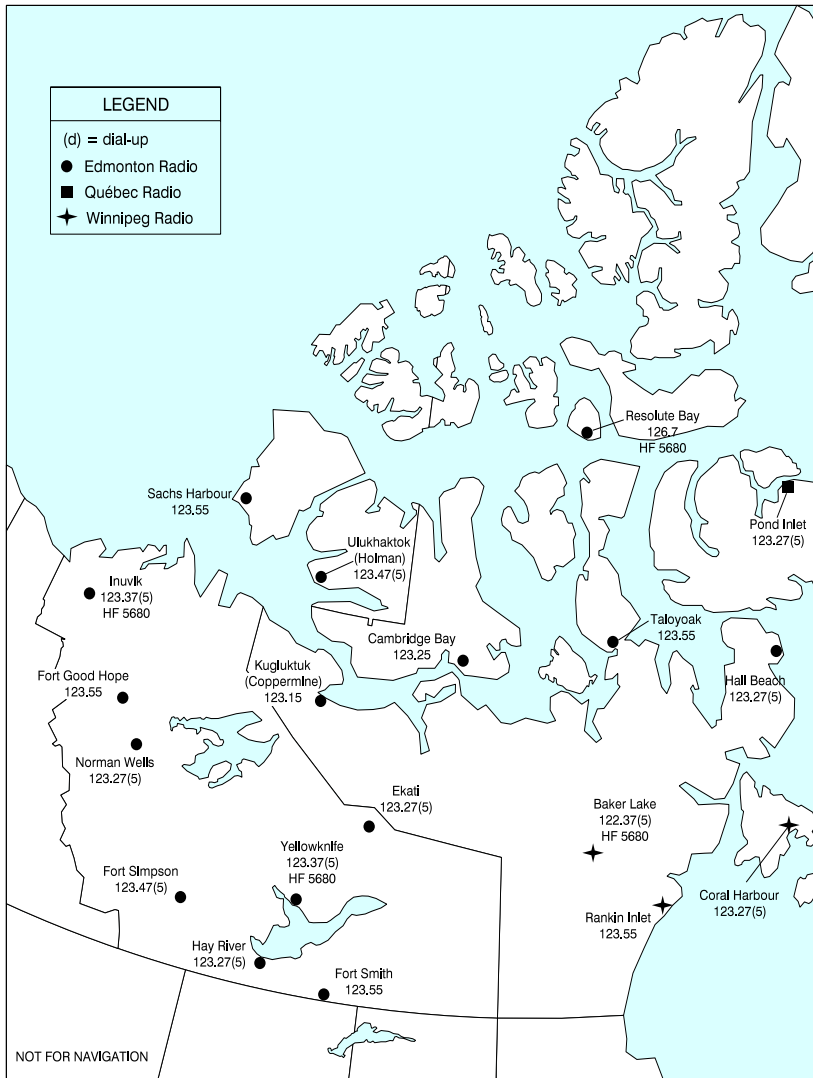 LEGEND
(d) = dial-up
Edmonton Radio
Québec Radio
Winnipeg Radio
Resolute Bay
126.7
HF 5680
Sachs Harbour
123.55
Pond Inlet
123.27(5)
Ulukhaktok
(Holman)
123.47(5)
Inuvik
123.37(5)
HF 5680
Taloyoak
123.55
Cambridge Bay
123.25
Kugluktuk
(Coppermine)
123.15
Fort Good Hope
123.55
Hall Beach
123.27(5)
Norman Wells
123.27(5)
Ekati
123.27(5)
Baker Lake
122.37(5)
HF 5680
Yellowknife
123.37(5)
HF 5680
Fort Simpson
123.47(5)
Coral Harbour
123.27(5)
Rankin Inlet
123.55
Hay River
123.27(5)
Fort Smith
123.55
NOT FOR NAVIGATION